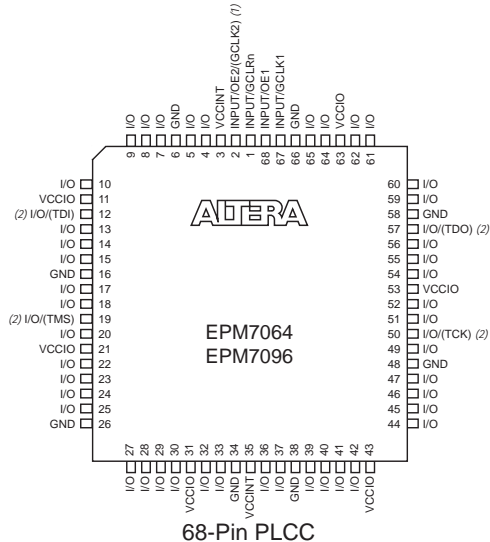 I/O 9
I/O 8
I/O 7
GND 6
I/O 5
I/O 4
VCCINT 3
INPUT/OE2/(GCLK2) (1) 2
INPUT/GCLRn 1
INPUT/OE1 68
INPUT/GCLK1 67
GND 66
I/O 65
I/O 64
VCCIO 63
I/O 62
I/O 61
I/O 10
VCCIO 11
(2) I/O/(TDI) 12
I/O 13
I/O 14
I/O 15
GND 16
I/O 17
I/O 18
(2) I/O/(TMS) 19
I/O 20
VCCIO 21
I/O 22
I/O 23
I/O 24
I/O 25
GND 26
ALTERA
EPM7064
EPM7096
60 I/O
59 I/O
58 GND
57 I/O/(TDO) (2)
56 I/O
55 I/O
54 I/O
53 VCCIO
52 I/O
51 I/O
50 I/O/(TCK) (2)
49 I/O
48 GND
47 I/O
46 I/O
45 I/O
44 I/O
27 I/O
28 I/O
29 I/O
30 I/O
31 VCCIO
32 I/O
33 I/O
34 GND
35 VCCINT
36 I/O
37 I/O
38 GND
39 I/O
40 I/O
41 I/O
42 I/O
43 VCCIO
68-Pin PLCC